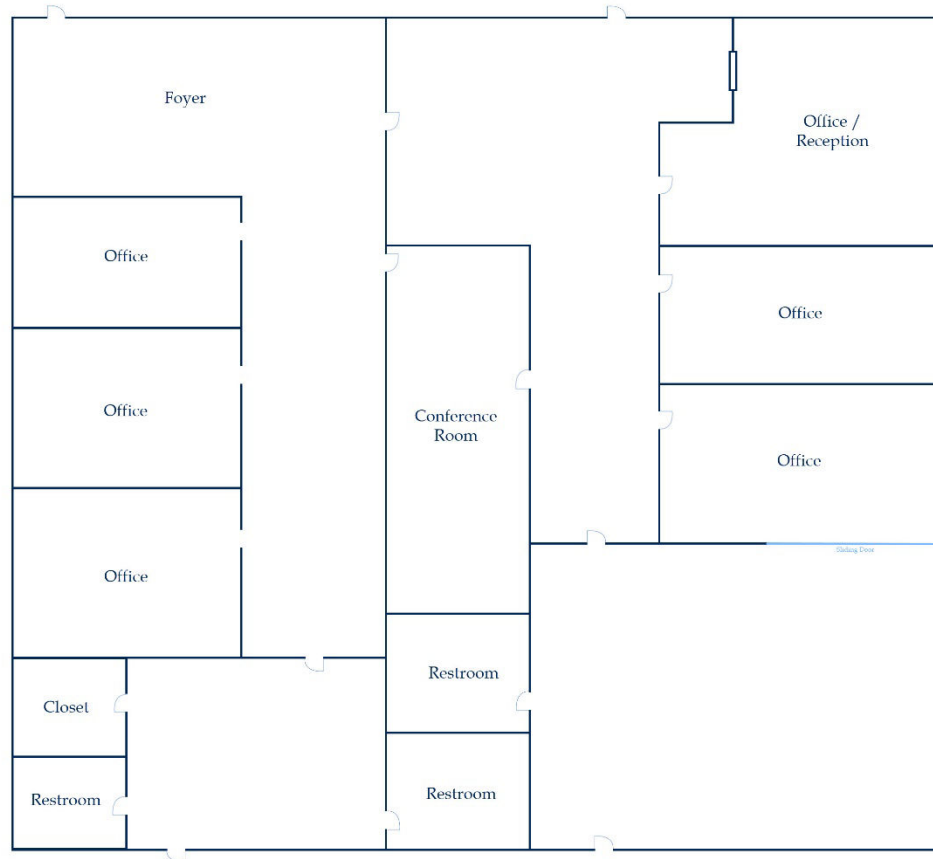 Foyer
Office /
Reception
Office
Office
Office
Conference
Room
Office
Sliding Door
Office
Restroom
Closet
Restroom
Restroom